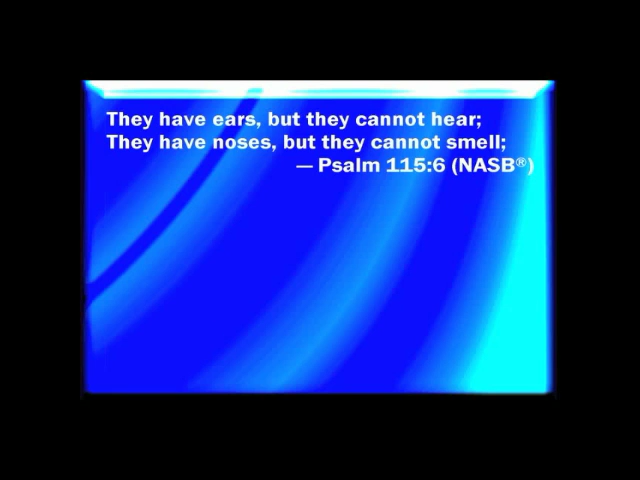 They have ears, but they cannot hear;
They have noses, but they cannot smell;
— Psalm 115:6 (NASB®)